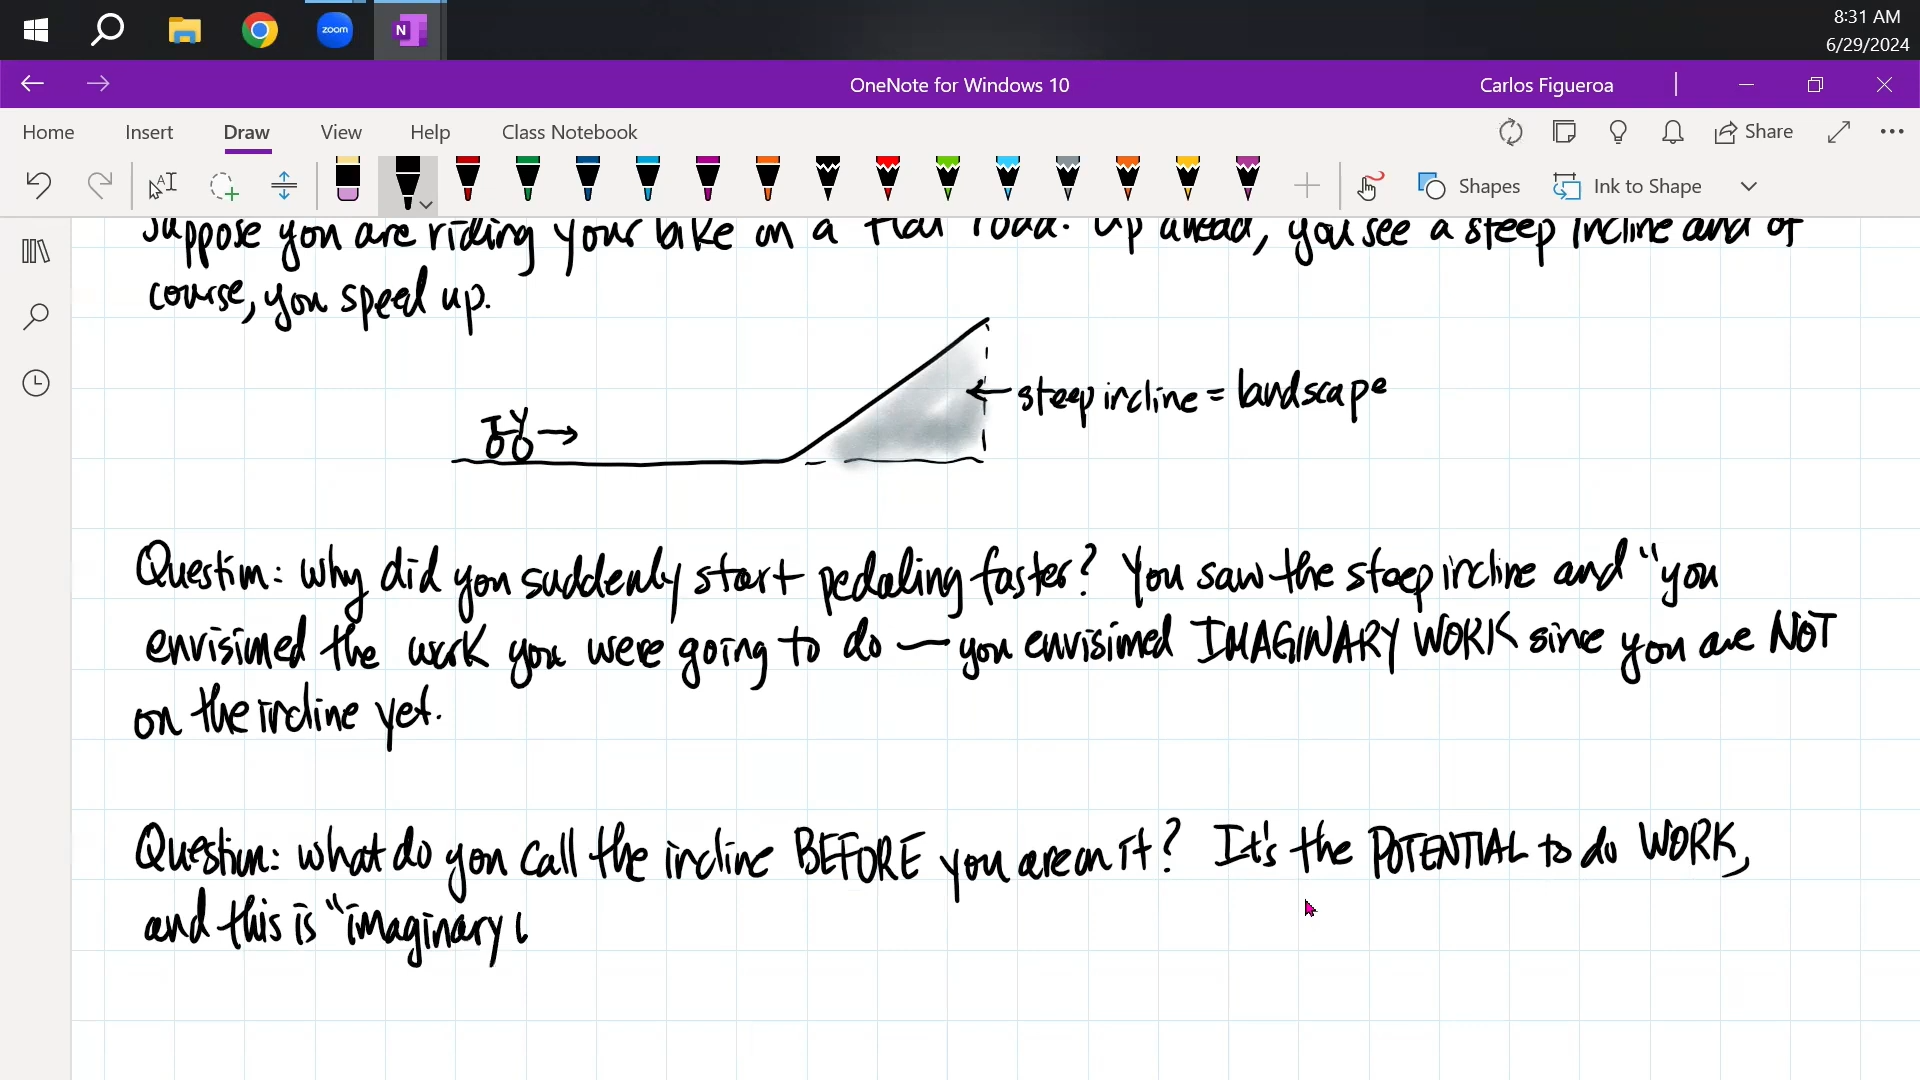 zoom
N
8:31 AM
6/29/2024
OneNote for Windows 10
Carlos Figueroa
Home Insert Draw View Help Class Notebook
Share
Shapes
Ink to Shape
Suppose you are riding your bike on a flat road. Up ahead, you see a steep incline and of
course, you speed up.
steep incline = landscape
Question: why did you suddenly start pedaling faster? You saw the steep incline and "you
envisioned the work you were going to do — you envisioned IMAGINARY WORK since you are NOT
on the incline yet.
Question: what do you call the incline BEFORE you are on it? It's the POTENTIAL to do WORK,
and this is "imaginary